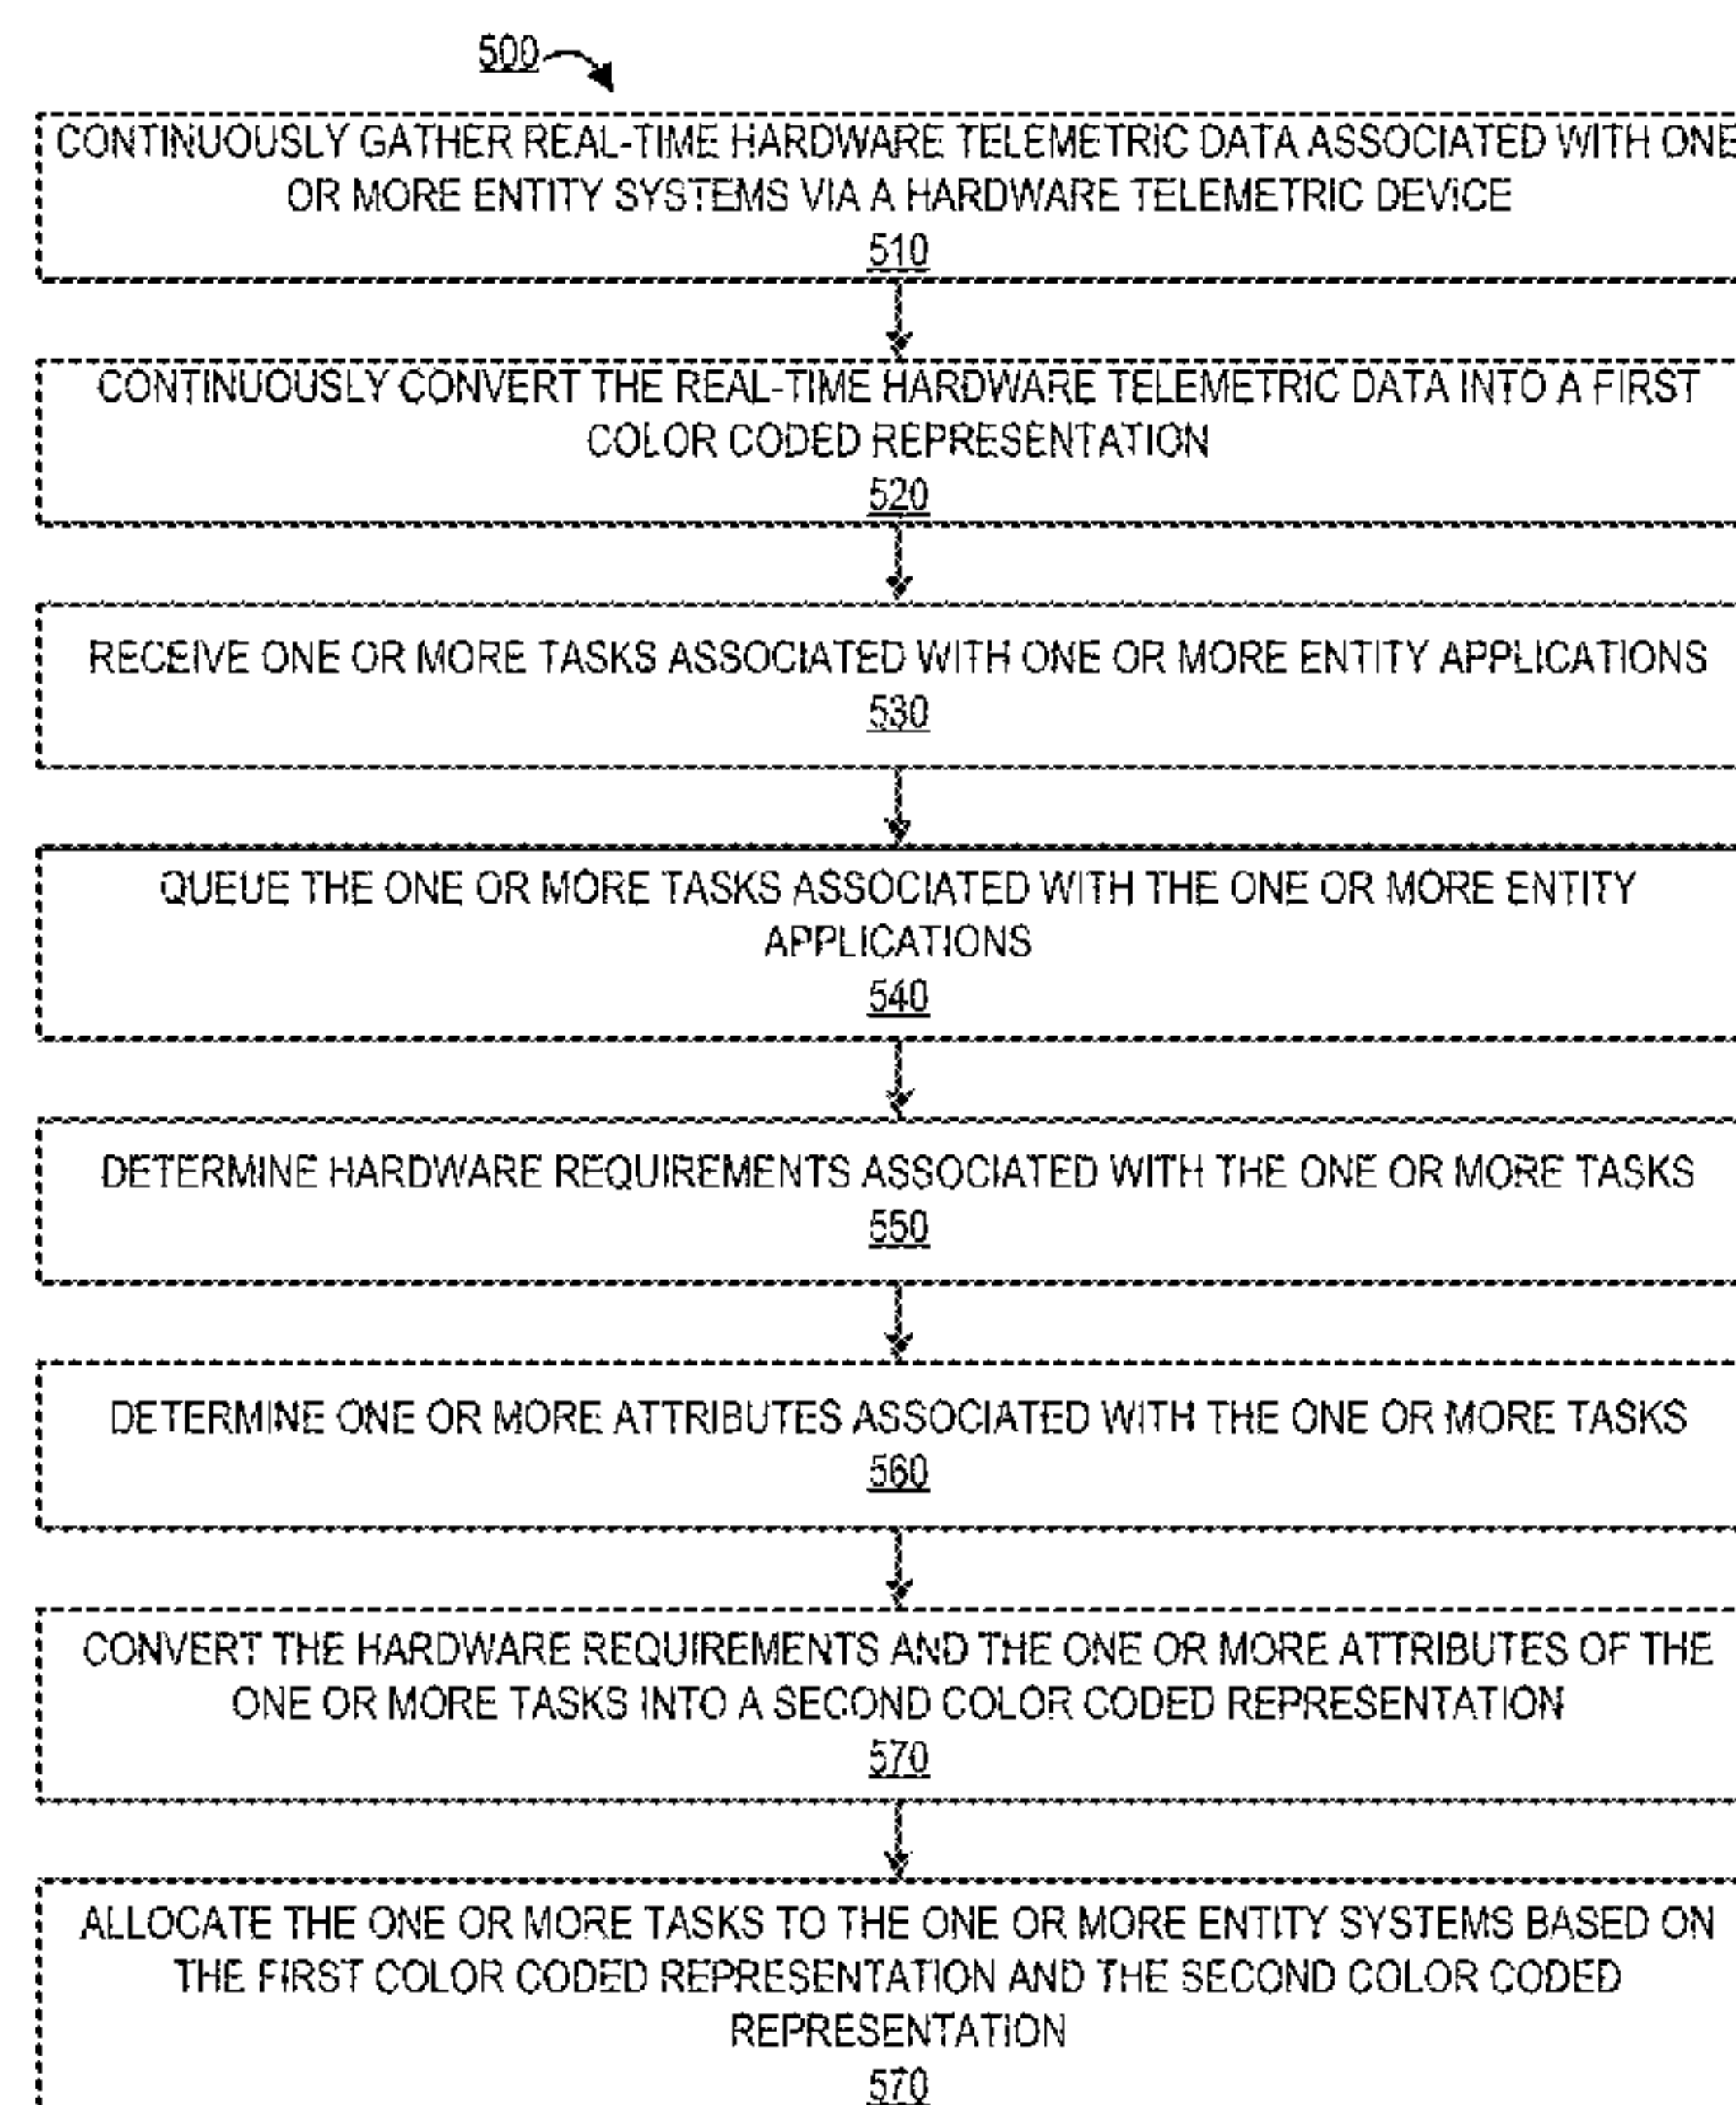 500
CONTINUOUSLY GATHER REAL-TIME HARDWARE TELEMETRIC DATA ASSOCIATED WITH ONE
OR MORE ENTITY SYSTEMS VIA A HARDWARE TELEMETRIC DEVICE
510
CONTINUOUSLY CONVERT THE REAL-TIME HARDWARE TELEMETRIC DATA INTO A FIRST
COLOR CODED REPRESENTATION
520
RECEIVE ONE OR MORE TASKS ASSOCIATED WITH ONE OR MORE ENTITY APPLICATIONS
530
QUEUE THE ONE OR MORE TASKS ASSOCIATED WITH THE ONE OR MORE ENTITY
APPLICATIONS
540
DETERMINE HARDWARE REQUIREMENTS ASSOCIATED WITH THE ONE OR MORE TASKS
550
DETERMINE ONE OR MORE ATTRIBUTES ASSOCIATED WITH THE ONE OR MORE TASKS
560
CONVERT THE HARDWARE REQUIREMENTS AND THE ONE OR MORE ATTRIBUTES OF THE
ONE OR MORE TASKS INTO A SECOND COLOR CODED REPRESENTATION
570
ALLOCATE THE ONE OR MORE TASKS TO THE ONE OR MORE ENTITY SYSTEMS BASED ON
THE FIRST COLOR CODED REPRESENTATION AND THE SECOND COLOR CODED
REPRESENTATION
570